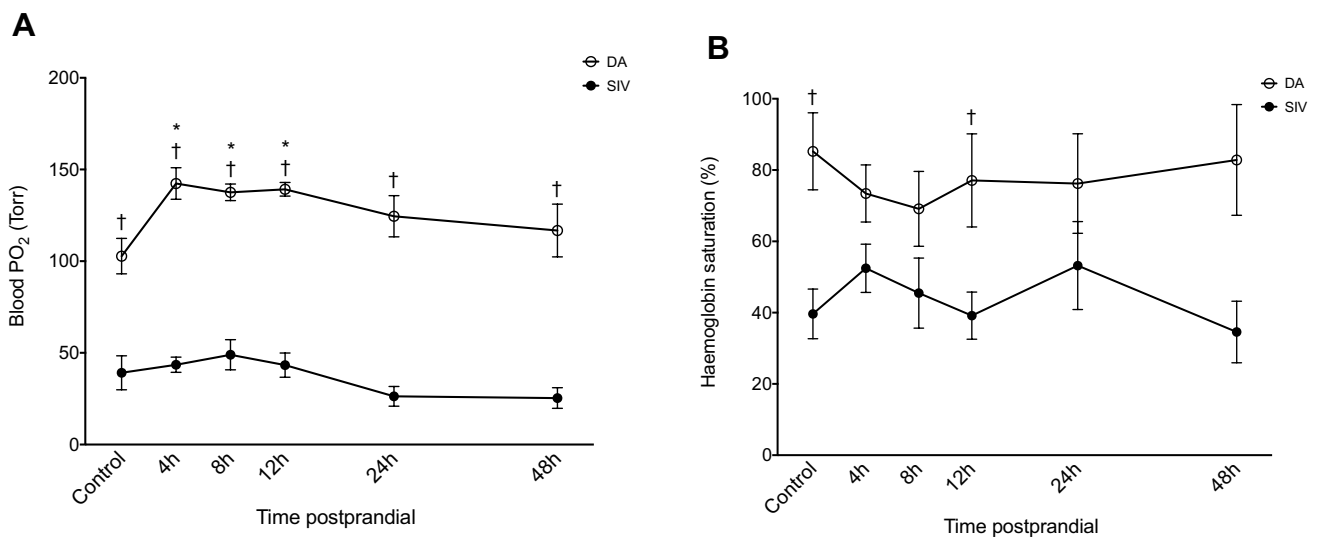 A
DA
SIV
200
150
100
50
0
Blood PO2 (Torr)
*
* *
†
† †
†
†
†
Control 4h 8h 12h 24h 48h
Time postprandial
B
DA
SIV
100
80
60
40
20
0
Haemoglobin saturation (%)
†
†
Control 4h 8h 12h 24h 48h
Time postprandial